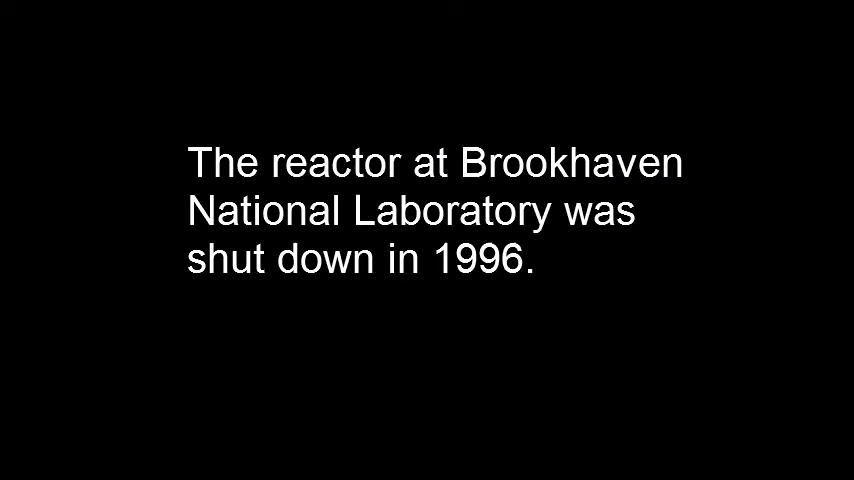 The reactor at Brookhaven
National Laboratory was
shut down in 1996.